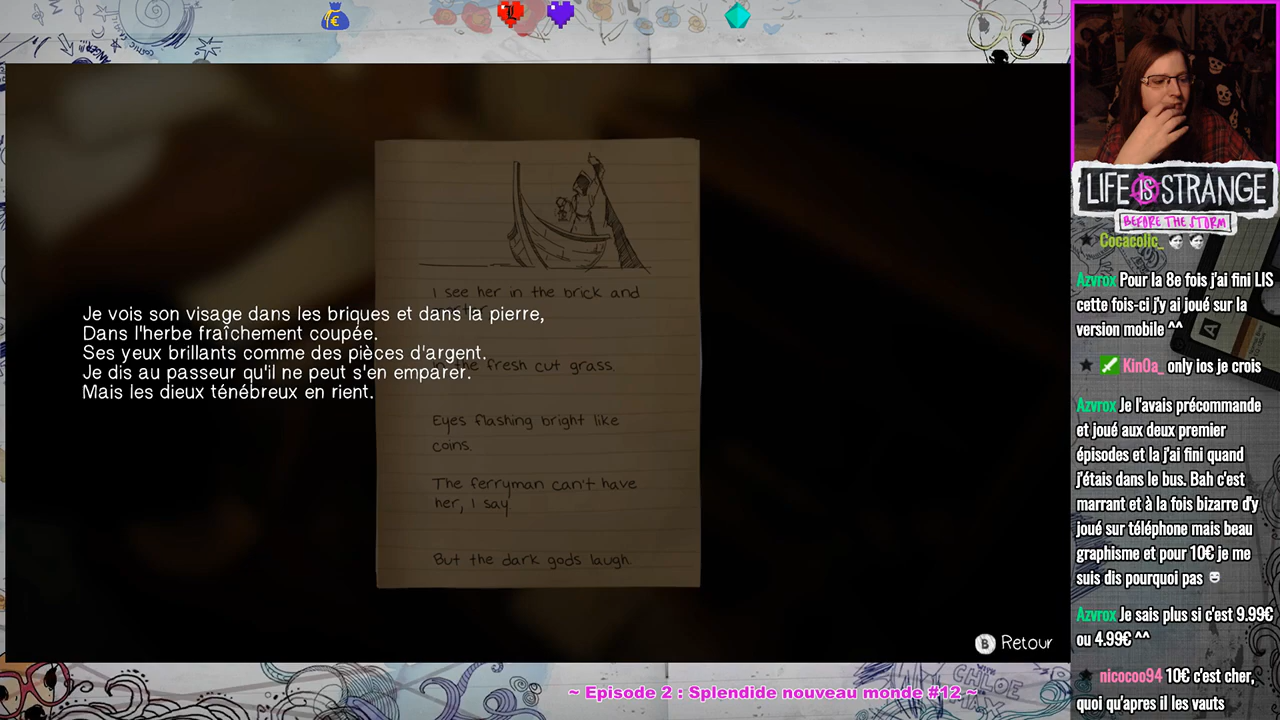 LIFE IS STRANGE
BEFORE THE STORM
I see her in the brick and
Je vois son visage dans les briques et dans la pierre,
Dans l'herbe fraîchement coupée.
Ses yeux brillants comme des pièces d'argent.
Je dis au passeur qu'il ne peut s'en emparer.
Mais les dieux ténébreux en rient.
the fresh cut grass.
Eyes flashing bright like
coins.
The ferryman can't have
her, I say
But the dark gods laugh.
B Retour
~ Episode 2 : Splendide nouveau monde #12 ~
Cocacolic_
Azvrox Pour la 8e fois j'ai fini LIS
cette fois-ci j'y ai joué sur la
version mobile ^^
KinOa_ only ios je crois
Azvrox Je l'avais précommande
et joué aux deux premier
épisodes et la j'ai fini quand
j'étais dans le bus. Bah c'est
marrant et à la fois bizarre d'y
joué sur téléphone mais beau
graphisme et pour 10€ je me
suis dis pourquoi pas
Azvrox Je sais plus si c'est 9.99€
ou 4.99€ ^^
nicocoo94 10€ c'est cher,
quoi qu'apres il les vauts